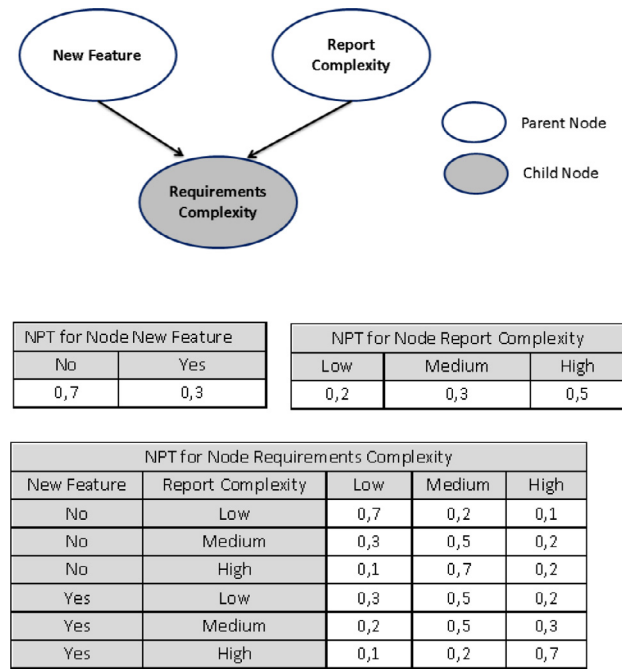 New Feature
Report
Complexity
Parent Node
Requirements
Complexity
Child Node
NPT for Node New Feature
No Yes
0,7 0,3
NPT for Node Report Complexity
Low Medium High
0,2 0,3 0,5
NPT for Node Requirements Complexity
New Feature Report Complexity Low Medium High
No Low 0,7 0,2 0,1
No Medium 0,3 0,5 0,2
No High 0,1 0,7 0,2
Yes Low 0,3 0,5 0,2
Yes Medium 0,2 0,5 0,3
Yes High 0,1 0,2 0,7